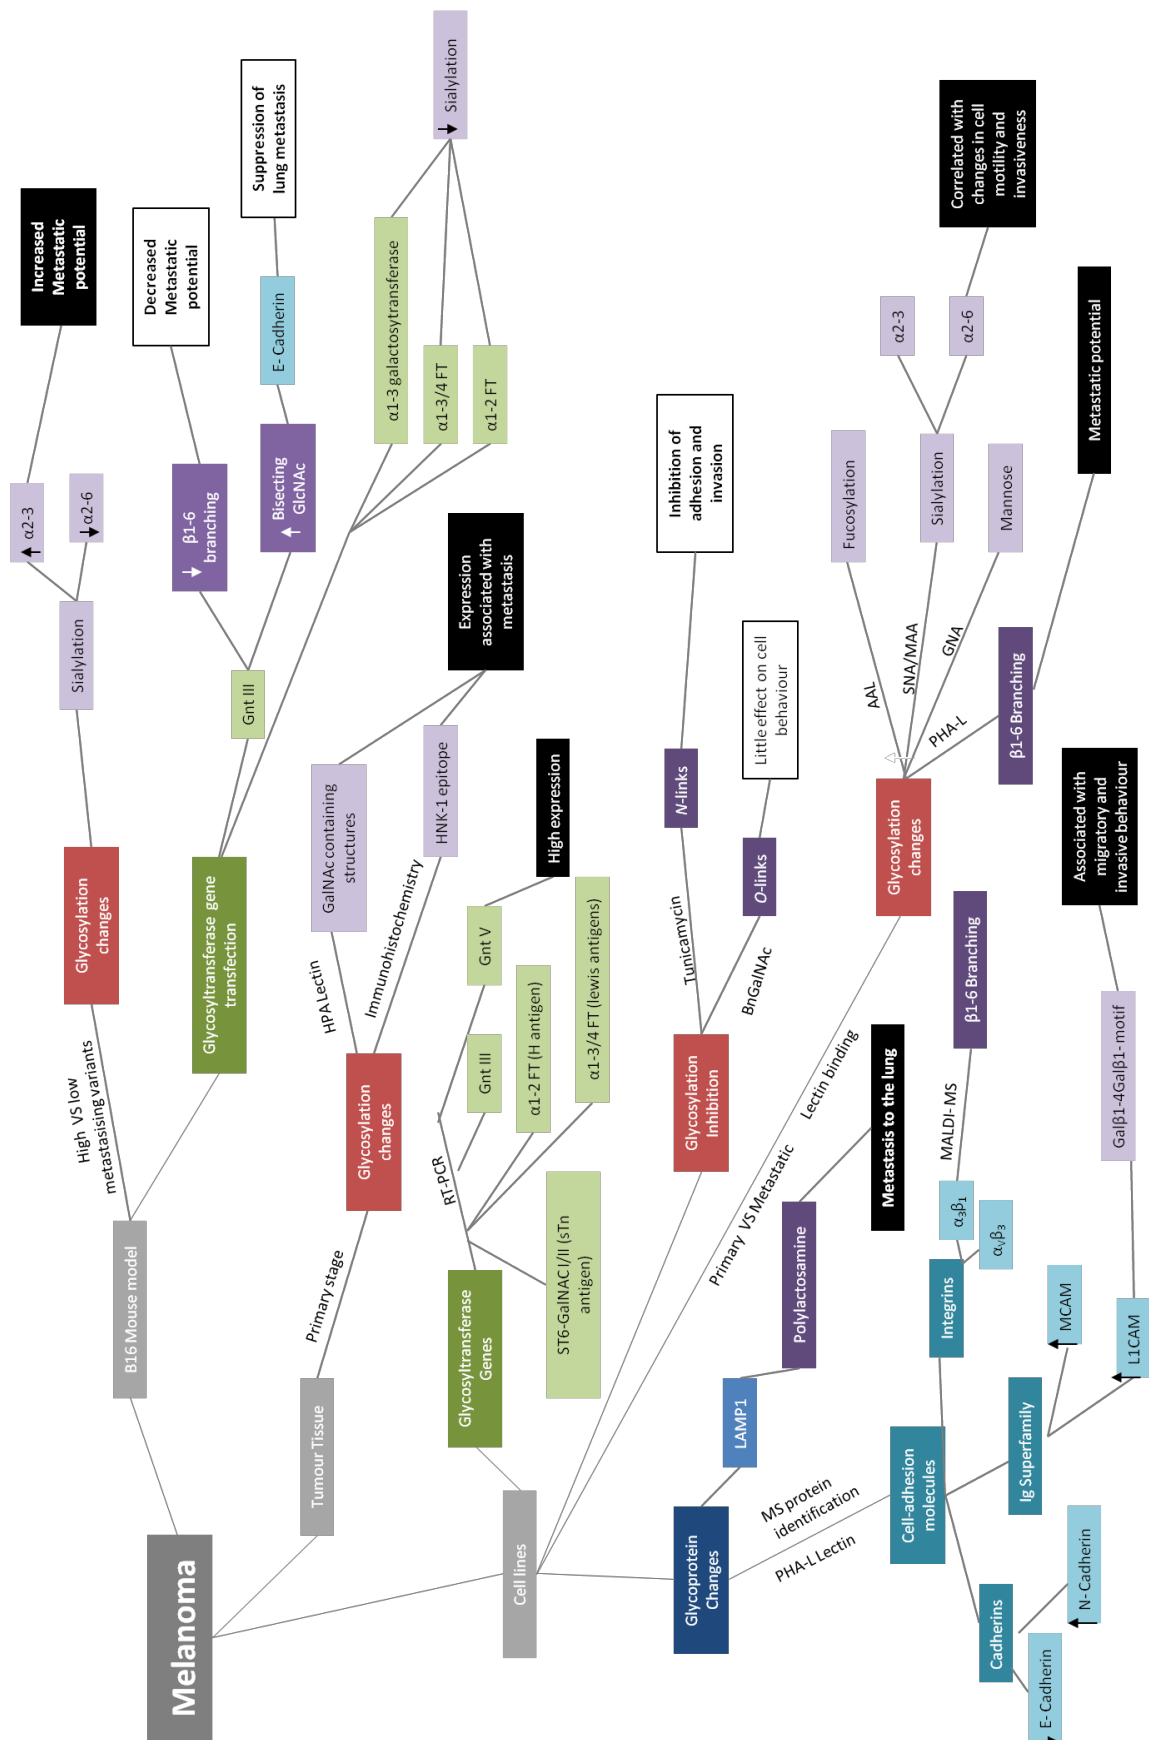 Melanoma
B16 Mouse model
High VS low
metastasising variants
Glycosylation
changes
Sialylation
α2-3
α2-6
Increased
Metastatic
potential
Glycosyltransferase gene
transfection
Gnt III
β1-6
branching
Decreased
Metastatic
potential
Bisecting
GlcNAc
E- Cadherin
Suppression of
lung metastasis
α1-3 galactosytransferase
α1-3/4 FT
α1-2 FT
Sialylation
Tumour Tissue
Primary stage
Glycosylation
changes
HPA Lectin
GalNAc containing
structures
Immunohistochemistry
HNK-1 epitope
Expression
associated with
metastasis
Cell lines
Glycosyltransferase
Genes
RT-PCR
Gnt III
Gnt V
High expression
α1-2 FT (H antigen)
α1-3/4 FT (lewis antigens)
ST6-GalNAC I/II (sTn
antigen)
Glycosylation
Inhibition
Tunicamycin
N-links
Inhibition of
adhesion and
invasion
BnGalNAc
O-links
Little effect on cell
behaviour
Primary VS Metastatic
Lectin binding
Glycosylation
changes
AAL
Fucosylation
SNA/MAA
Sialylation
α2-3
α2-6
Correlated with
changes in cell
motility and
invasiveness
GNA
Mannose
PHA-L
β1-6 Branching
Metastatic potential
Glycoprotein
Changes
LAMP1
Polylactosamine
Metastasis to the lung
MS protein
identification
PHA-L Lectin
Cell-adhesion
molecules
Integrins
α₃β₁
αᵥβ₃
MALDI- MS
β1-6 Branching
Ig Superfamily
MCAM
L1CAM
Galβ1-4Galβ1- motif
Associated with
migratory and
invasive behaviour
Cadherins
N- Cadherin
E- Cadherin